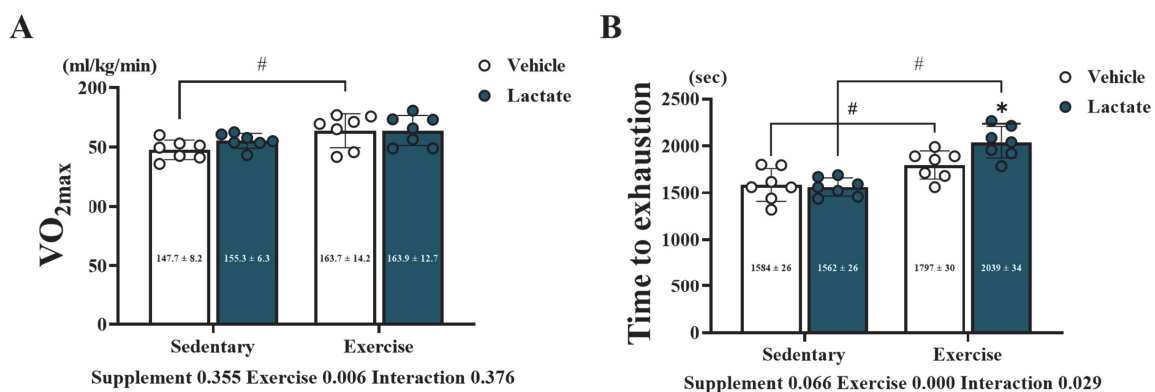 A
(ml/kg/min)
#
Vehicle
Lactate
200
50
00
50
0
VO2max
147.7 ± 8.2
155.3 ± 6.3
163.7 ± 14.2
163.9 ± 12.7
Sedentary
Exercise
Supplement 0.355 Exercise 0.006 Interaction 0.376
B
(sec)
#
#
*
Vehicle
Lactate
2500
2000
1500
1000
500
0
Time to exhaustion
1584 ± 26
1562 ± 26
1797 ± 30
2039 ± 34
Sedentary
Exercise
Supplement 0.066 Exercise 0.000 Interaction 0.029